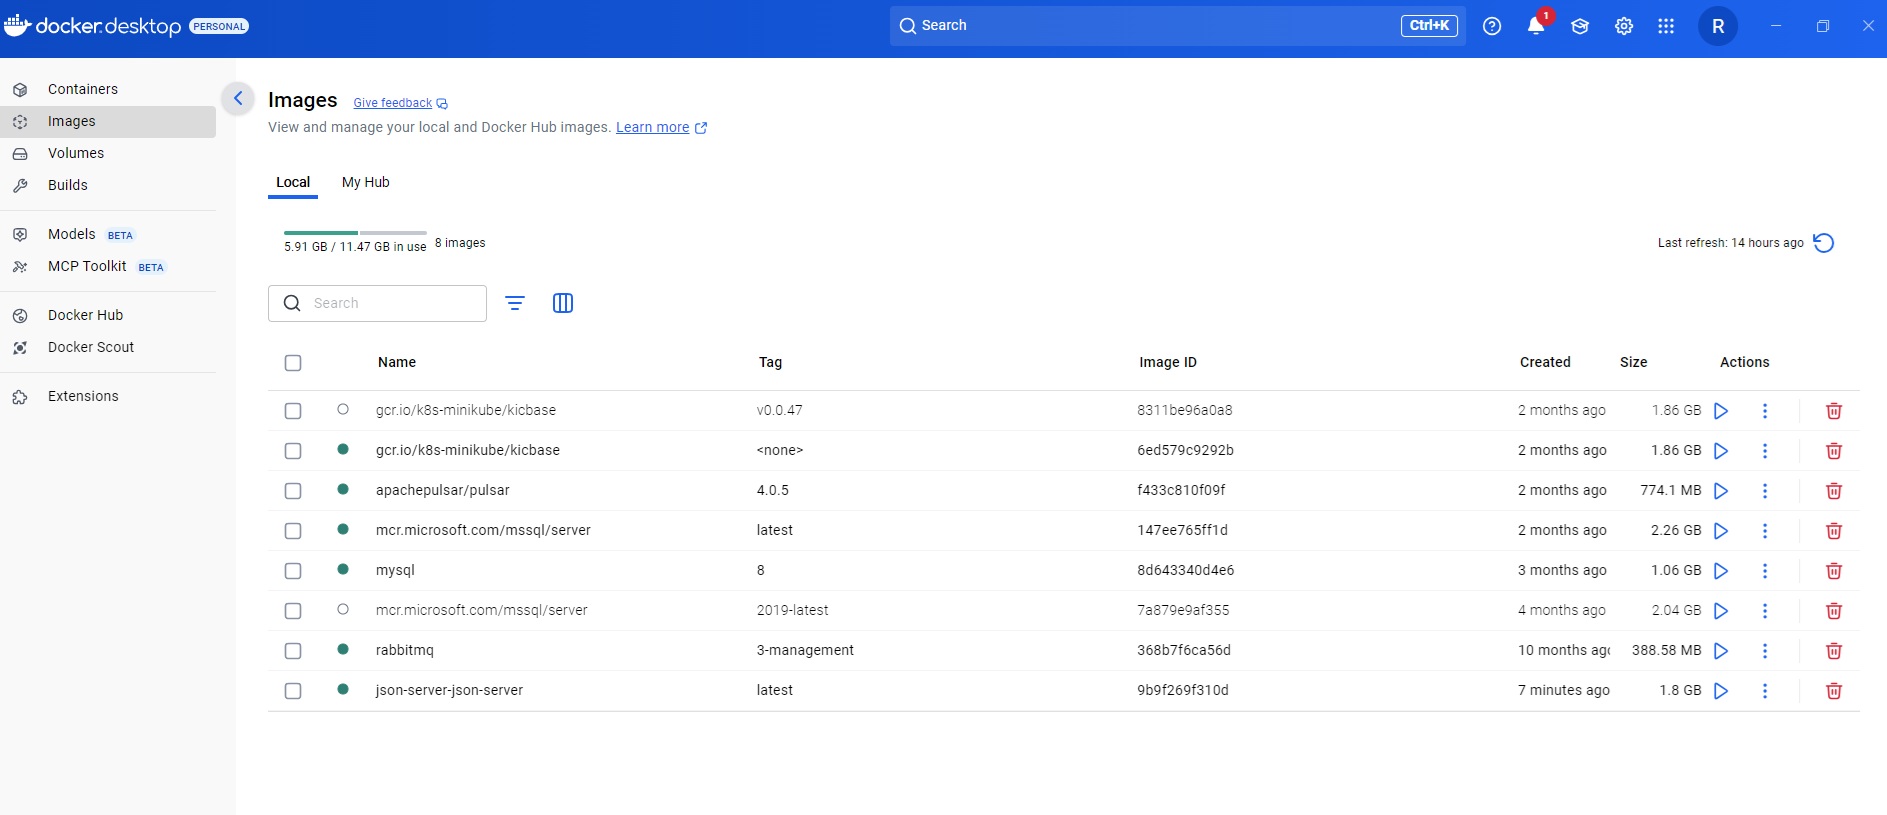 docker.desktop PERSONAL
Search Ctrl+K
1
R
Containers
Images
Volumes
Builds
Models BETA
MCP Toolkit BETA
Docker Hub
Docker Scout
Extensions
Images Give feedback
View and manage your local and Docker Hub images. Learn more
Local My Hub
5.91 GB / 11.47 GB in use 8 images
Last refresh: 14 hours ago
Search
Name Tag Image ID Created Size Actions
gcr.io/k8s-minikube/kicbase v0.0.47 8311be96a0a8 2 months ago 1.86 GB
gcr.io/k8s-minikube/kicbase <none> 6ed579c9292b 2 months ago 1.86 GB
apachepulsar/pulsar 4.0.5 f433c810f09f 2 months ago 774.1 MB
mcr.microsoft.com/mssql/server latest 147ee765ff1d 2 months ago 2.26 GB
mysql 8 8d643340d4e6 3 months ago 1.06 GB
mcr.microsoft.com/mssql/server 2019-latest 7a879e9af355 4 months ago 2.04 GB
rabbitmq 3-management 368b7f6ca56d 10 months ago 388.58 MB
json-server-json-server latest 9b9f269f310d 7 minutes ago 1.8 GB